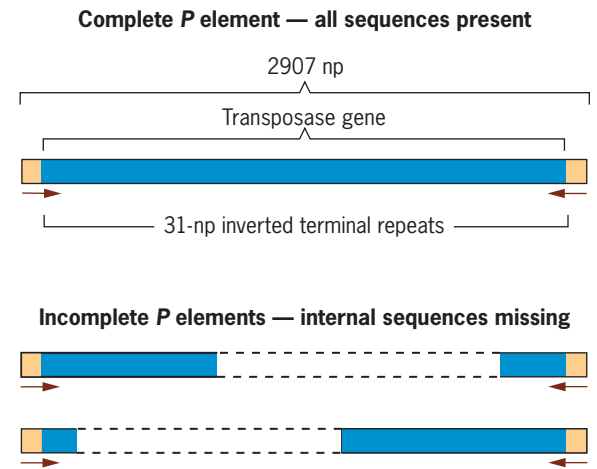 Complete P element — all sequences present
2907 np
Transposase gene
31-np inverted terminal repeats
Incomplete P elements — internal sequences missing